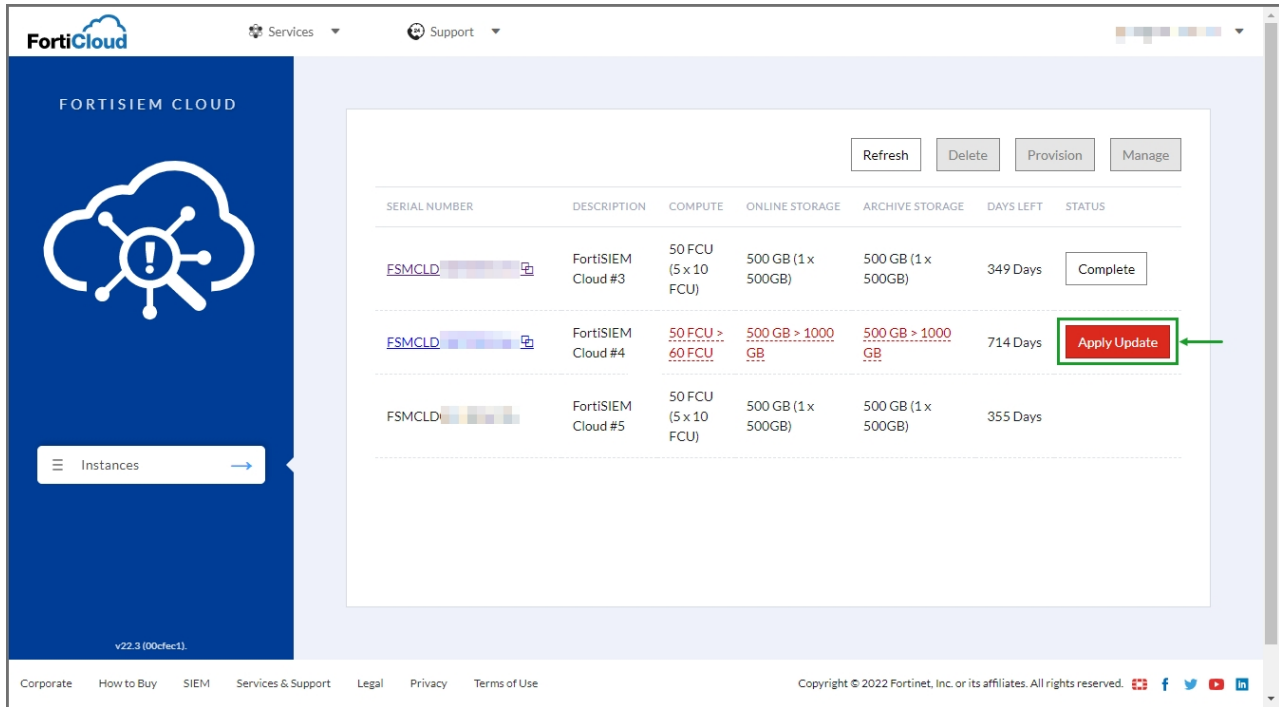 FortiCloud
Services
Support
FORTISIEM CLOUD
Instances
v22.3 (00cfec1).
Refresh
Delete
Provision
Manage
SERIAL NUMBER DESCRIPTION COMPUTE ONLINE STORAGE ARCHIVE STORAGE DAYS LEFT STATUS
FSMCLD
FortiSIEM
Cloud #3
50 FCU
(5 x 10
FCU)
500 GB (1 x
500GB)
500 GB (1 x
500GB)
349 Days
Complete
FSMCLD
FortiSIEM
Cloud #4
50 FCU >
60 FCU
500 GB > 1000
GB
500 GB > 1000
GB
714 Days
Apply Update
FSMCLD
FortiSIEM
Cloud #5
50 FCU
(5 x 10
FCU)
500 GB (1 x
500GB)
500 GB (1 x
500GB)
355 Days
Corporate How to Buy SIEM Services & Support Legal Privacy Terms of Use
Copyright © 2022 Fortinet, Inc. or its affiliates. All rights reserved.